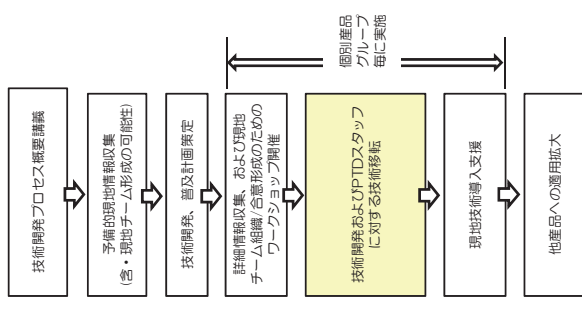 技術開発プロセス概要講義
予備的現地情報収集
(含・現地チーム形成の可能性)
技術開発、普及計画策定
詳細情報収集、および現地
チーム組織/合意形成のための
ワークショップ開催
技術開発およびPTDスタッフ
に対する技術移転
現地技術導入支援
他産品への適用拡大
個別産品
グループ
毎に実施